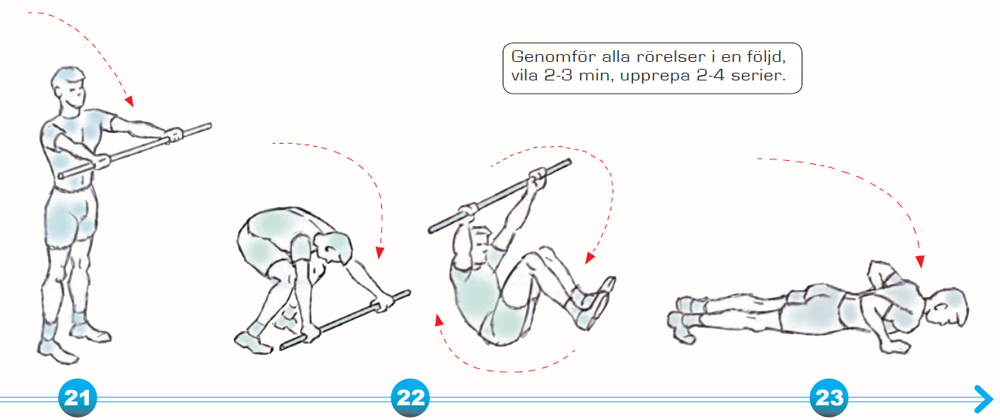 Genomför alla rörelser i en följd,
vila 2-3 min, upprepa 2-4 serier.
21
22
23